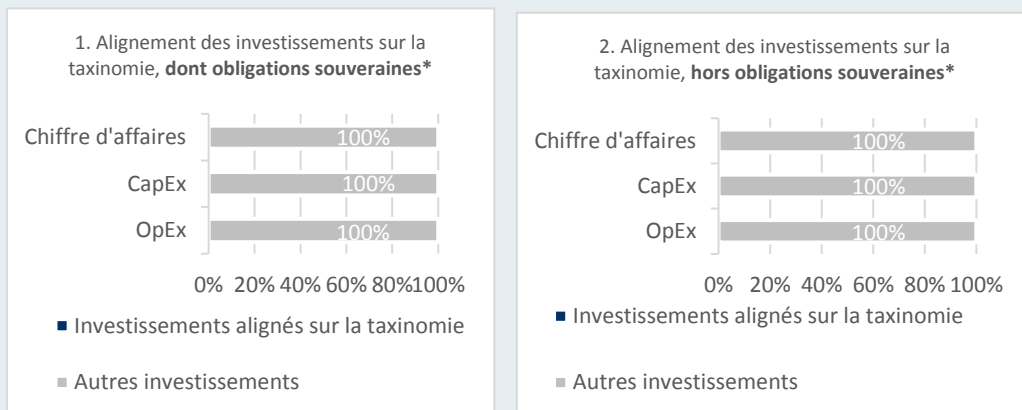 1. Alignement des investissements sur la
taxinomie, dont obligations souveraines*
Chiffre d'affaires
100%
CapEx
100%
OpEx
100%
0% 20% 40% 60% 80%100%
Investissements alignés sur la taxinomie
Autres investissements
2. Alignement des investissements sur la
taxinomie, hors obligations souveraines*
Chiffre d'affaires
100%
CapEx
100%
OpEx
100%
0% 20% 40% 60% 80% 100%
Investissements alignés sur la taxinomie
Autres investissements